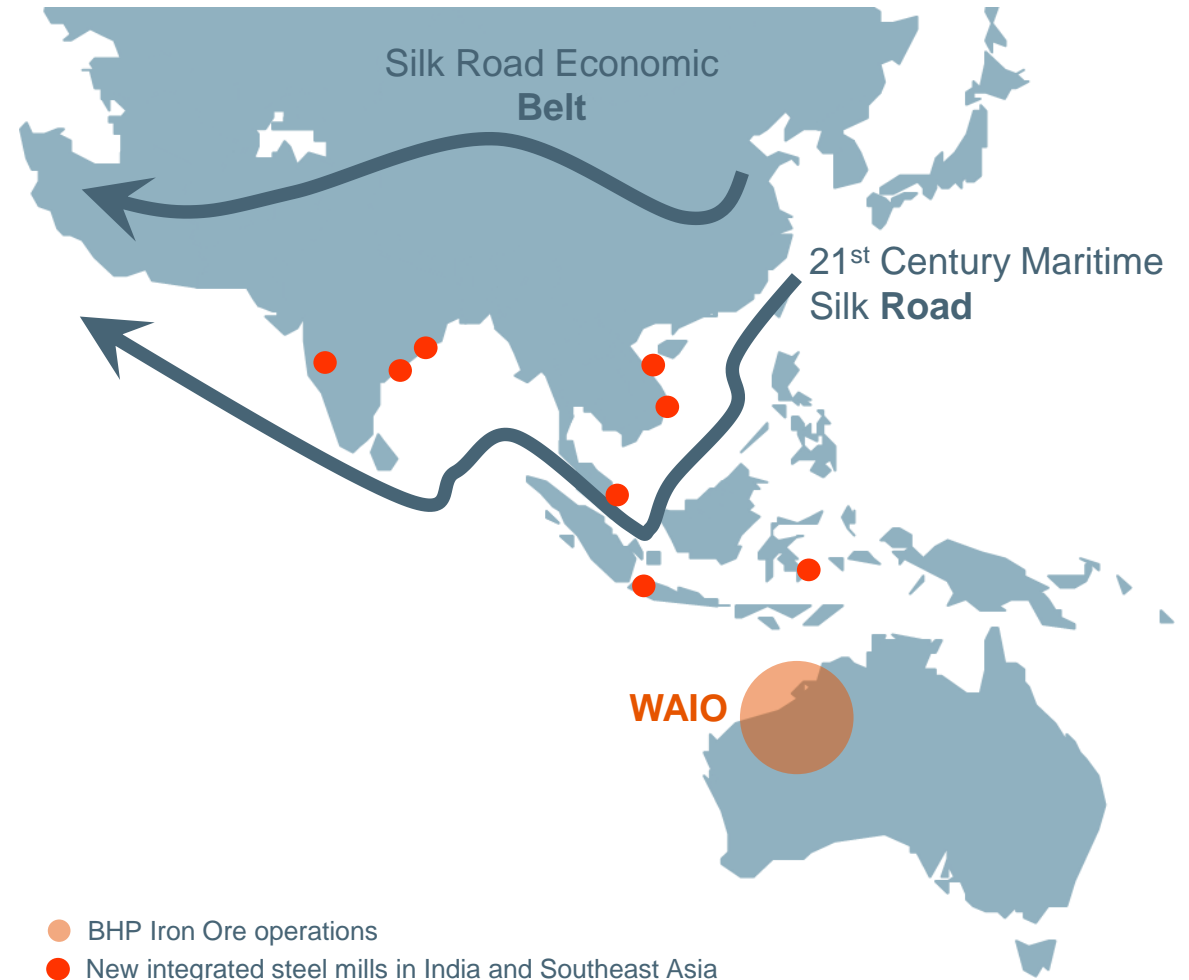 Silk Road Economic
Belt
21st Century Maritime
Silk Road
WAIO
BHP Iron Ore operations
New integrated steel mills in India and Southeast Asia